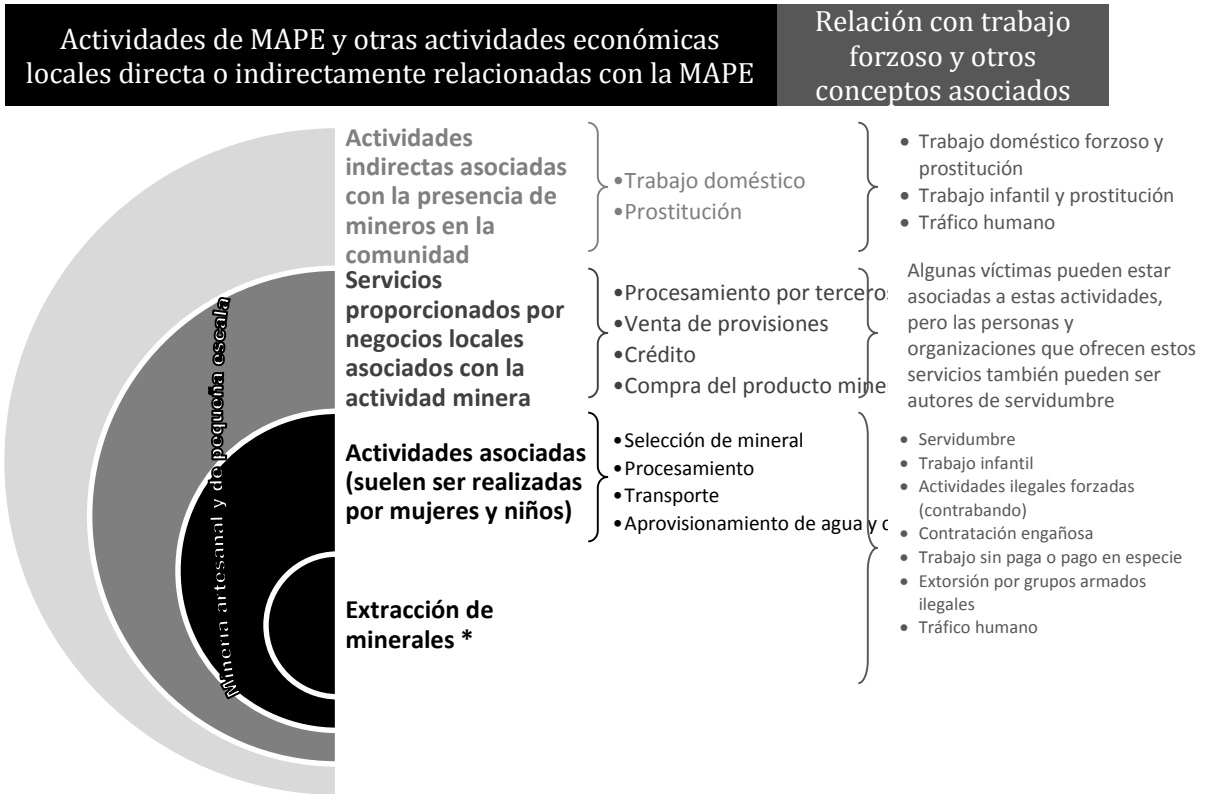 Actividades de MAPE y otras actividades económicas
locales directa o indirectamente relacionadas con la MAPE
Relación con trabajo
forzoso y otros
conceptos asociados
Actividades
indirectas asociadas
con la presencia de
mineros en la
comunidad
•Trabajo doméstico
•Prostitución
• Trabajo doméstico forzoso y
prostitución
• Trabajo infantil y prostitución
• Tráfico humano
Servicios
proporcionados por
negocios locales
asociados con la
actividad minera
•Procesamiento por terceros
•Venta de provisiones
•Crédito
•Compra del producto mine
Algunas víctimas pueden estar
asociadas a estas actividades,
pero las personas y
organizaciones que ofrecen estos
servicios también pueden ser
autores de servidumbre
Actividades asociadas
(suelen ser realizadas
por mujeres y niños)
•Selección de mineral
•Procesamiento
•Transporte
•Aprovisionamiento de agua y
Extracción de
minerales *
• Servidumbre
• Trabajo infantil
• Actividades ilegales forzadas
(contrabando)
• Contratación engañosa
• Trabajo sin paga o pago en especie
• Extorsión por grupos armados
ilegales
• Tráfico humano
Minería artesanal y de pequeña escala